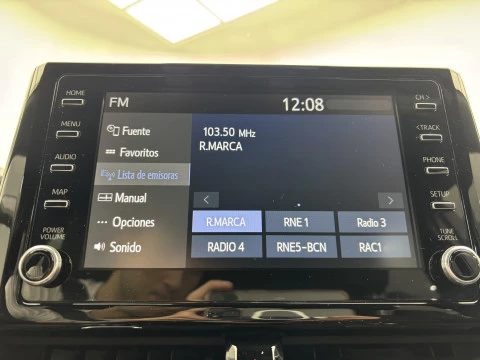 FM
12:08
HOME
MENU
AUDIO
MAP
POWER
VOLUME
Fuente
Favoritos
Lista de emisoras
Manual
Opciones
Sonido
103.50 MHz
R.MARCA
R.MARCA
RNE 1
Radio 3
RADIO 4
RNE5-BCN
RAC1
CH >
< TRACK
PHONE
SETUP
TUNE
SCROLL